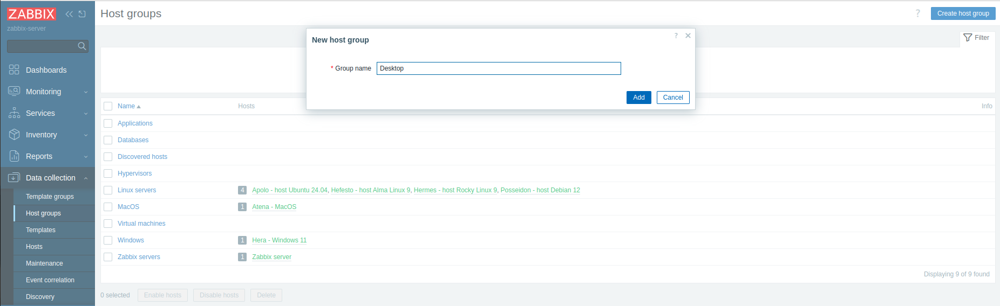 ZABBIX
zabbix-server
Dashboards
Monitoring
Services
Inventory
Reports
Data collection
Template groups
Host groups
Templates
Hosts
Maintenance
Event correlation
Discovery
Host groups
? Create host group
Filter
New host group
?
* Group name Desktop
Add Cancel
Name Hosts Info
Applications
Databases
Discovered hosts
Hypervisors
Linux servers 4 Apolo - host Ubuntu 24.04, Hefesto - host Alma Linux 9, Hermes - host Rocky Linux 9, Posseidon - host Debian 12
MacOS 1 Atena - MacOS
Virtual machines
Windows 1 Hera - Windows 11
Zabbix servers 1 Zabbix server
Displaying 9 of 9 found
0 selected Enable hosts Disable hosts Delete